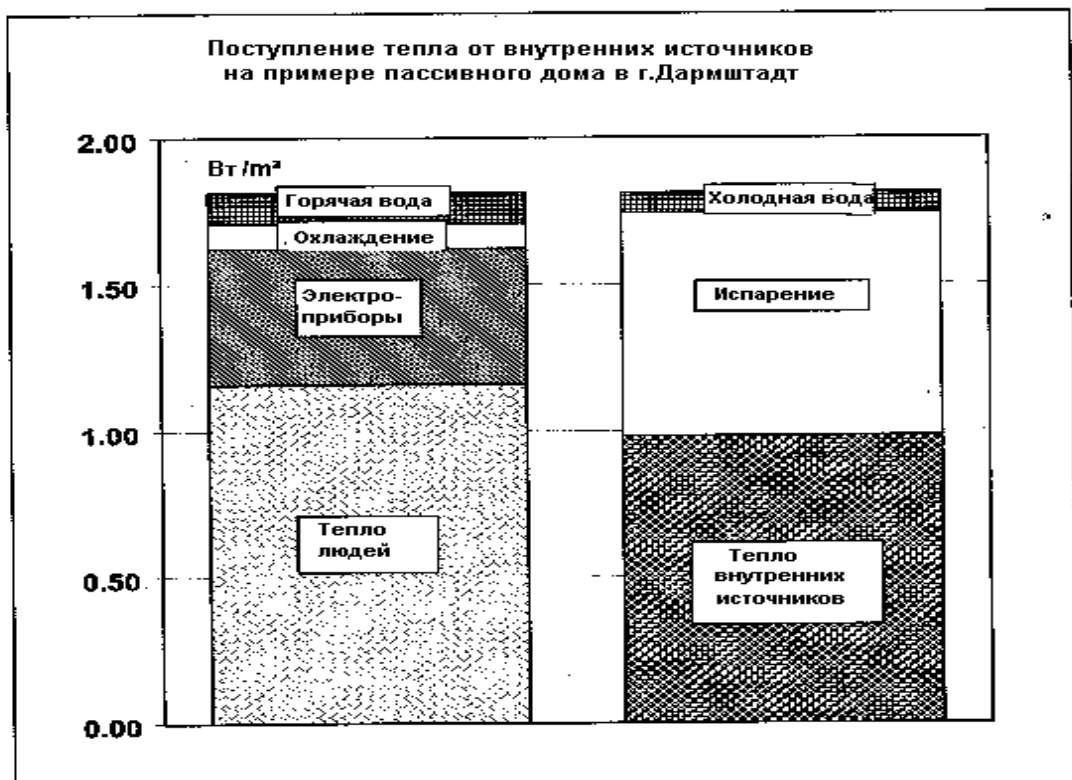 Поступление тепла от внутренних источников
на примере пассивного дома в г.Дармштадт
2.00
Вт /m²
Горячая вода
Охлаждение
1.50
Электро-
приборы
1.00
Тепло
людей
0.50
0.00
Холодная вода
Испарение
Тепло
внутренних
источников